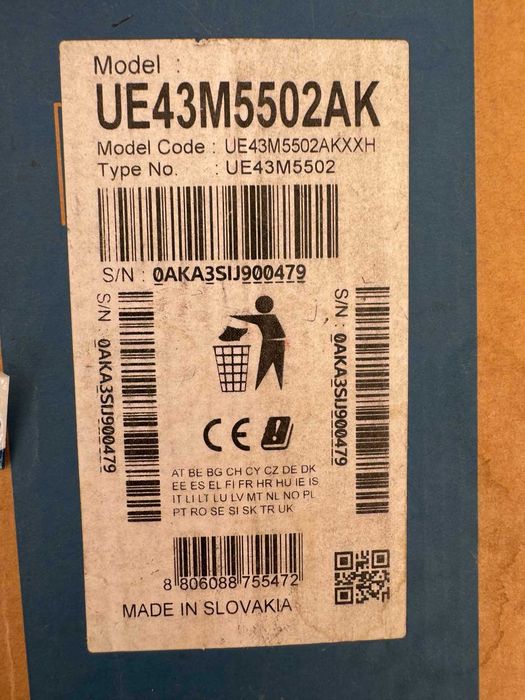 Model :
UE43M5502AK
Model Code : UE43M5502AKXXH
Type No. : UE43M5502
S/N : 0AKA3SIJ900479
S/N : 0AKA3SIJ900479
S/N : 0AKA3SIJ900479
CE
AT BE BG CH CY CZ DE DK
EE ES EL FI FR HR HU IE IS
IT LI LT LU LV MT NL NO PL
PT RO SE SI SK TR UK
8 806088 755472
MADE IN SLOVAKIA